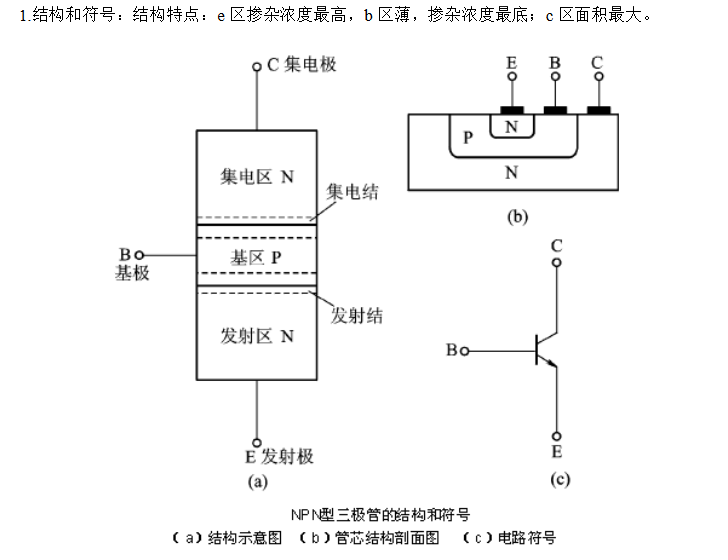 1.结构和符号：结构特点：e区掺杂浓度最高，b区薄，掺杂浓度最底；c区面积最大。
C 集电极
集电区 N
集电结
B
基极
基区 P
发射结
发射区 N
E 发射极
(a)
E B C
N
P
N
(b)
C
B
E
(c)
NPN型三极管的结构和符号
（a)结构示意图 （b)管芯结构剖面图 （c)电路符号